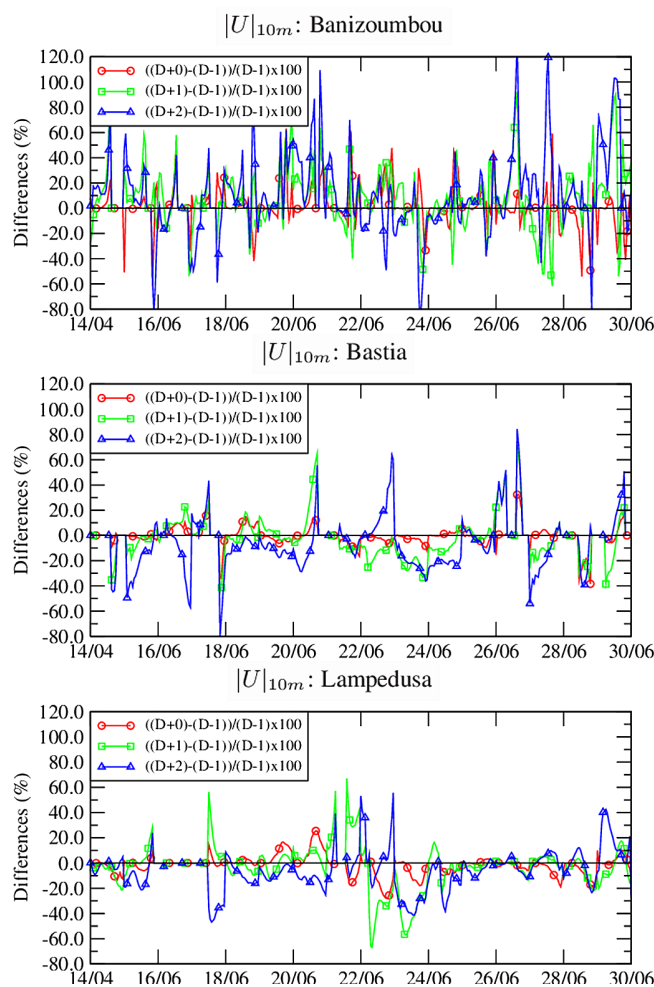 |U|10m: Banizoumbou
120.0
100.0
80.0
60.0
40.0
20.0
0.0
-20.0
-40.0
-60.0
-80.0
Differences (%)
((D+0)-(D-1))/(D-1)x100
((D+1)-(D-1))/(D-1)x100
((D+2)-(D-1))/(D-1)x100
14/04 16/06 18/06 20/06 22/06 24/06 26/06 28/06 30/06
|U|10m: Bastia
120.0
100.0
80.0
60.0
40.0
20.0
0.0
-20.0
-40.0
-60.0
-80.0
Differences (%)
((D+0)-(D-1))/(D-1)x100
((D+1)-(D-1))/(D-1)x100
((D+2)-(D-1))/(D-1)x100
14/04 16/06 18/06 20/06 22/06 24/06 26/06 28/06 30/06
|U|10m: Lampedusa
120.0
100.0
80.0
60.0
40.0
20.0
0.0
-20.0
-40.0
-60.0
-80.0
Differences (%)
((D+0)-(D-1))/(D-1)x100
((D+1)-(D-1))/(D-1)x100
((D+2)-(D-1))/(D-1)x100
14/04 16/06 18/06 20/06 22/06 24/06 26/06 28/06 30/06